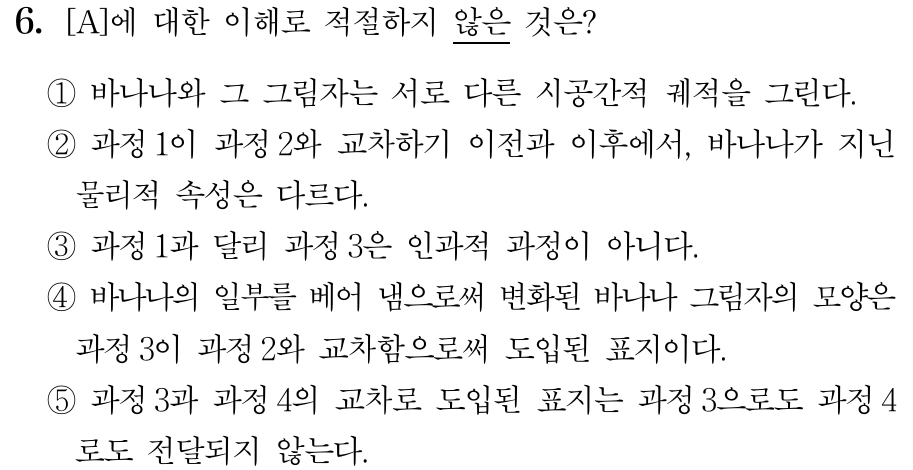 6. [A]에 대한 이해로 적절하지 않은 것은?
① 바나나와 그 그림자는 서로 다른 시공간적 궤적을 그린다.
② 과정 1이 과정 2와 교차하기 이전과 이후에서, 바나나가 지닌
물리적 속성은 다르다.
③ 과정 1과 달리 과정 3은 인과적 과정이 아니다.
④ 바나나의 일부를 베어 냄으로써 변화된 바나나 그림자의 모양은
과정 3이 과정 2와 교차함으로써 도입된 표지이다.
⑤ 과정 3과 과정 4의 교차로 도입된 표지는 과정 3으로도 과정 4
로도 전달되지 않는다.